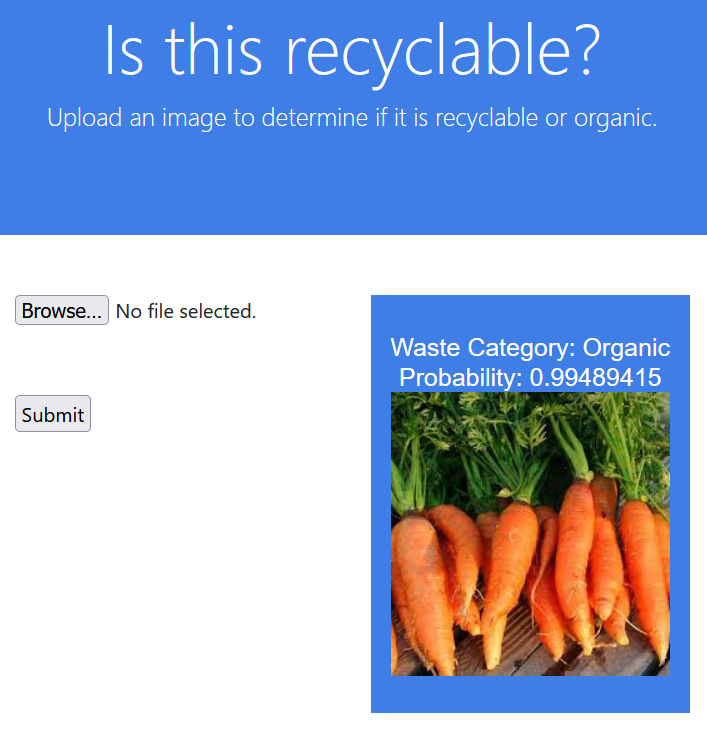 Is this recyclable?
Upload an image to determine if it is recyclable or organic.
Browse... No file selected.
Submit
Waste Category: Organic
Probability: 0.99489415